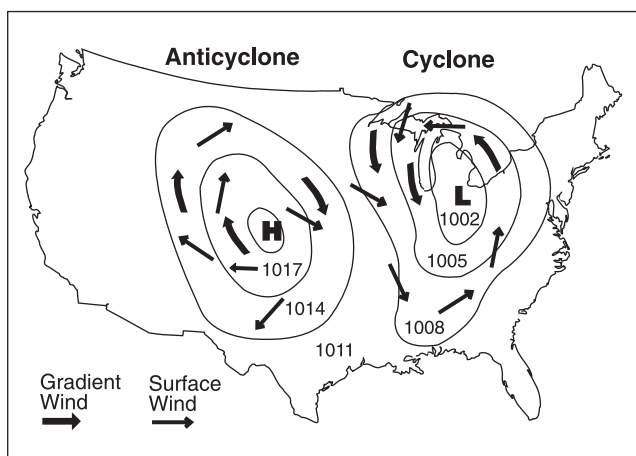 Anticyclone Cyclone
H
L
1002
1017
1005
1014
1008
1011
Gradient Wind
Surface Wind